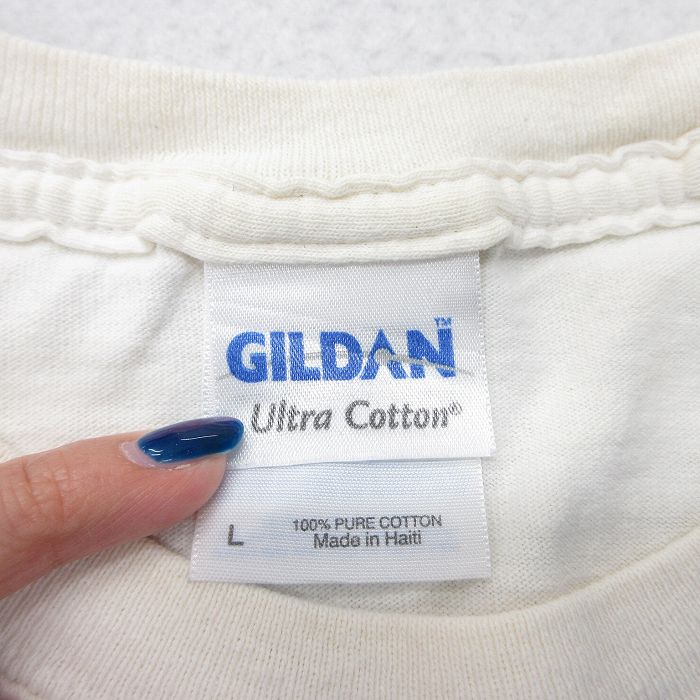 GILDAN™
Ultra Cotton®
L
100% PURE COTTON
Made in Haiti